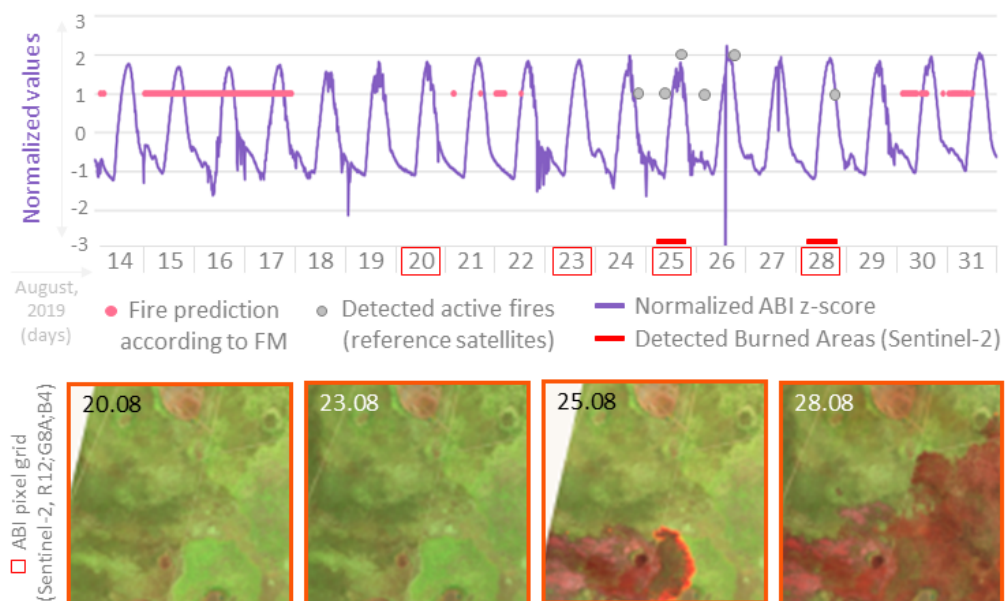 Normalized values
3
2
1
0
-1
-2
-3
14 15 16 17 18 19 20 21 22 23 24 25 26 27 28 29 30 31
August,
2019
(days)
Fire prediction
according to FM
Detected active fires
(reference satellites)
Normalized ABI z-score
Detected Burned Areas (Sentinel-2)
ABI pixel grid
(Sentinel-2, R12;G8A;B4)
20.08
23.08
25.08
28.08